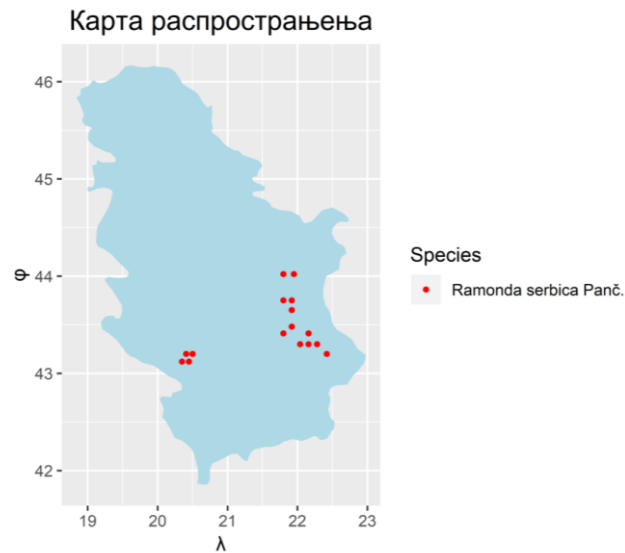 Карта распрострањења
46
45
44
43
42
φ
19 20 21 22 23
λ
Species
Ramonda serbica Panč.